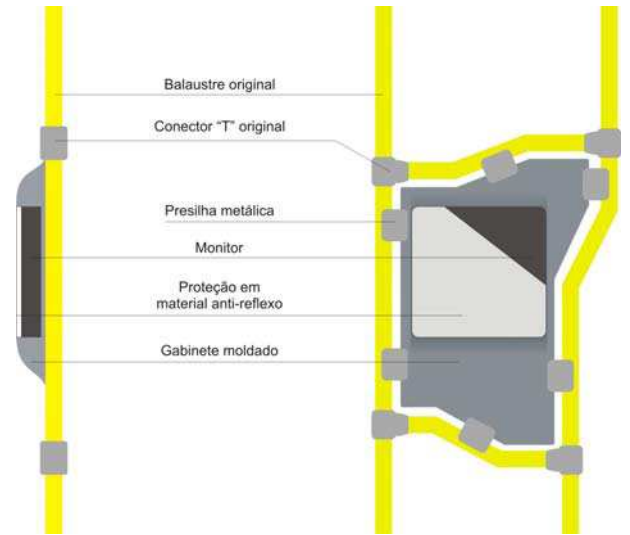 Balaustre original
Conector “T” original
Presilha metálica
Monitor
Proteção em
material anti-reflexo
Gabinete moldado